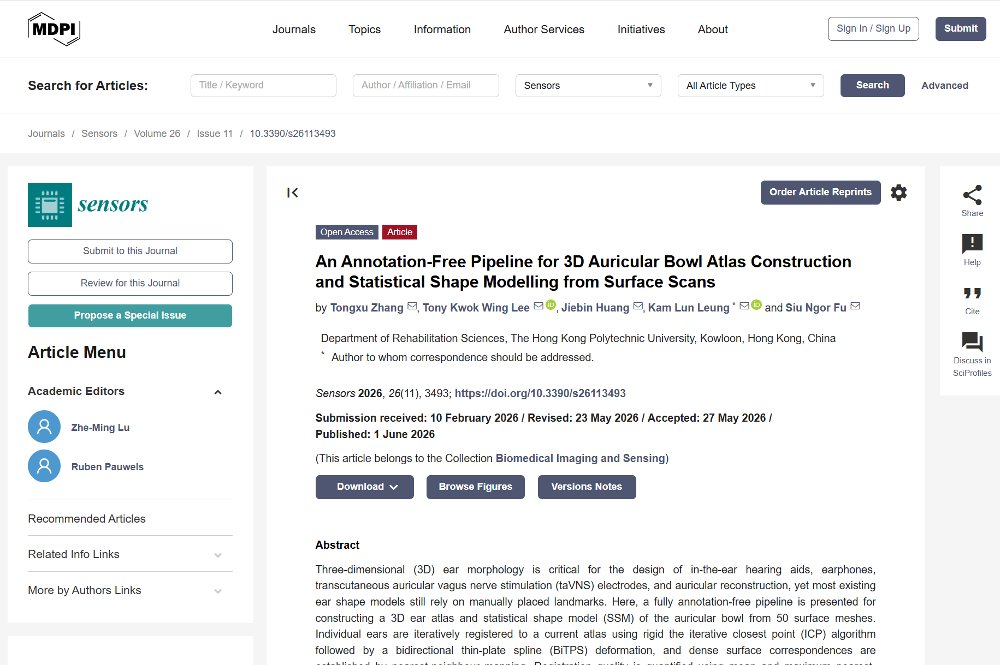 MDPI
Journals
Topics
Information
Author Services
Initiatives
About
Sign In / Sign Up
Submit
Search for Articles:
Title / Keyword
Author / Affiliation / Email
Sensors
All Article Types
Search
Advanced
Journals / Sensors / Volume 26 / Issue 11 / 10.3390/s26113493
sensors
Submit to this Journal
Review for this Journal
Propose a Special Issue
Article Menu
Academic Editors
Zhe-Ming Lu
Ruben Pauwels
Recommended Articles
Related Info Links
More by Authors Links
Order Article Reprints
Open Access Article
An Annotation-Free Pipeline for 3D Auricular Bowl Atlas Construction
and Statistical Shape Modelling from Surface Scans
by Tongxu Zhang, Tony Kwok Wing Lee iD, Jiebin Huang, Kam Lun Leung * iD and Siu Ngor Fu
Department of Rehabilitation Sciences, The Hong Kong Polytechnic University, Kowloon, Hong Kong, China
* Author to whom correspondence should be addressed.
Sensors 2026, 26(11), 3493; https://doi.org/10.3390/s26113493
Submission received: 10 February 2026 / Revised: 23 May 2026 / Accepted: 27 May 2026 /
Published: 1 June 2026
(This article belongs to the Collection Biomedical Imaging and Sensing)
Download
Browse Figures
Versions Notes
Abstract
Three-dimensional (3D) ear morphology is critical for the design of in-the-ear hearing aids, earphones,
transcutaneous auricular vagus nerve stimulation (taVNS) electrodes, and auricular reconstruction, yet most existing
ear shape models still rely on manually placed landmarks. Here, a fully annotation-free pipeline is presented for
constructing a 3D ear atlas and statistical shape model (SSM) of the auricular bowl from 50 surface meshes.
Individual ears are iteratively registered to a current atlas using rigid the iterative closest point (ICP) algorithm
followed by a bidirectional thin-plate spline (BiTPS) deformation, and dense surface correspondences are
Share
Help
Cite
Discuss in
SciProfiles